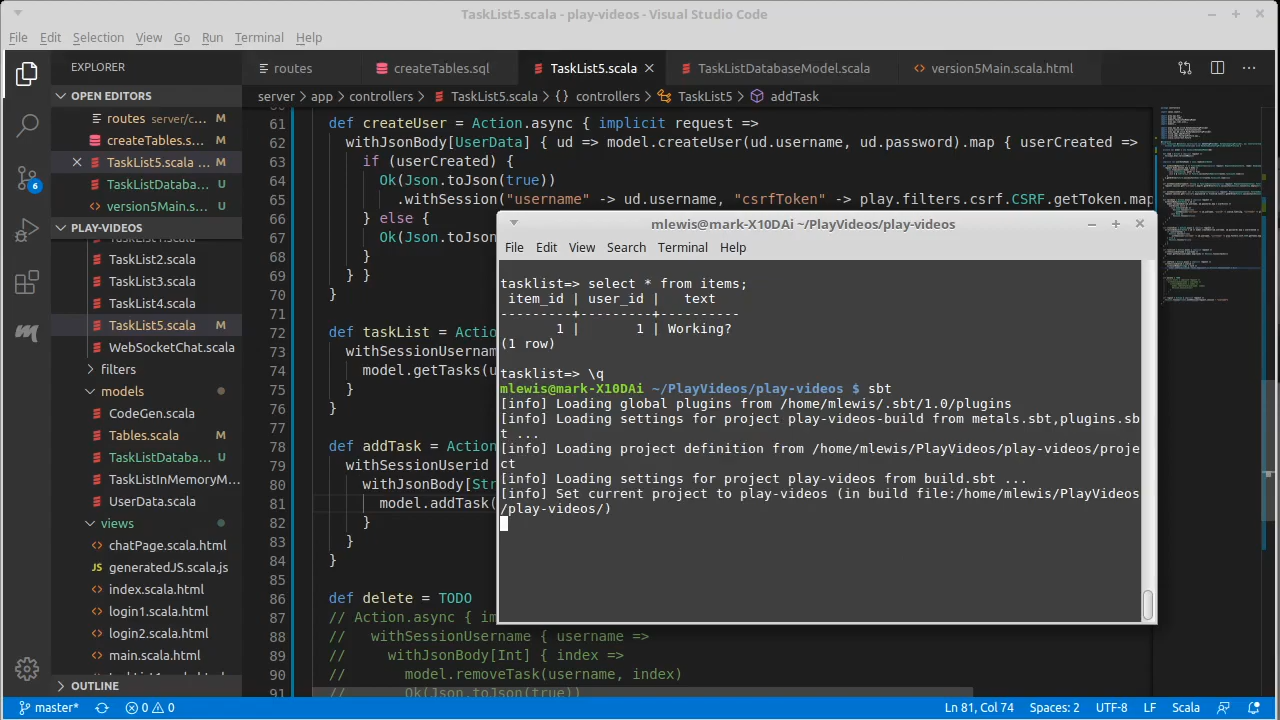 TaskList5.scala - play-videos - Visual Studio Code
File Edit Selection View Go Run Terminal Help
EXPLORER
routes createTables.sql TaskList5.scala TaskListDatabaseModel.scala version5Main.scala.html
OPEN EDITORS
server > app > controllers > TaskList5.scala > {} controllers > TaskList5 > addTask
routes server/c... M
createTables.s... M
TaskList5.scala ... M
TaskListDataba... U
version5Main.s... U
6
PLAY-VIDEOS
TaskList1.scala
TaskList2.scala
TaskList3.scala
TaskList4.scala
TaskList5.scala M
WebSocketChat.scala
filters
models
CodeGen.scala
Tables.scala M
TaskListDataba... U
TaskListInMemoryM...
UserData.scala
views
chatPage.scala.html
JS generatedJS.scala.js
index.scala.html
login1.scala.html
login2.scala.html
main.scala.html
OUTLINE
61 def createUser = Action.async { implicit request =>
62 withJsonBody[UserData] { ud => model.createUser(ud.username, ud.password).map { userCreated =>
63 if (userCreated) {
64 Ok(Json.toJson(true))
65 .withSession("username" -> ud.username, "csrfToken" -> play.filters.csrf.CSRF.getToken.map
66 } else {
67 Ok(Json.toJso
68 }
69 } }
70 }
71
72 def taskList = Actio
73 withSessionUsernam
74 model.getTasks(u
75 }
76 }
77
78 def addTask = Action
79 withSessionUserid
80 withJsonBody[Str
81 model.addTask(
82 }
83 }
84 }
85
86 def delete = TODO
87 // Action.async { im
88 // withSessionUsername { username =>
89 // withJsonBody[Int] { index =>
90 // model.removeTask(username, index)
91 // Ok(Json.toJson(true))
mlewis@mark-X10DAi ~/PlayVideos/play-videos
File Edit View Search Terminal Help
tasklist=> select * from items;
item_id | user_id | text
---------+---------+----------
1 | 1 | Working?
(1 row)
tasklist=> \q
mlewis@mark-X10DAi ~/PlayVideos/play-videos $ sbt
[info] Loading global plugins from /home/mlewis/.sbt/1.0/plugins
[info] Loading settings for project play-videos-build from metals.sbt,plugins.sb
t ...
[info] Loading project definition from /home/mlewis/PlayVideos/play-videos/proje
ct
[info] Loading settings for project play-videos from build.sbt ...
[info] Set current project to play-videos (in build file:/home/mlewis/PlayVideos
/play-videos/)
master* 0 0 Ln 81, Col 74 Spaces: 2 UTF-8 LF Scala